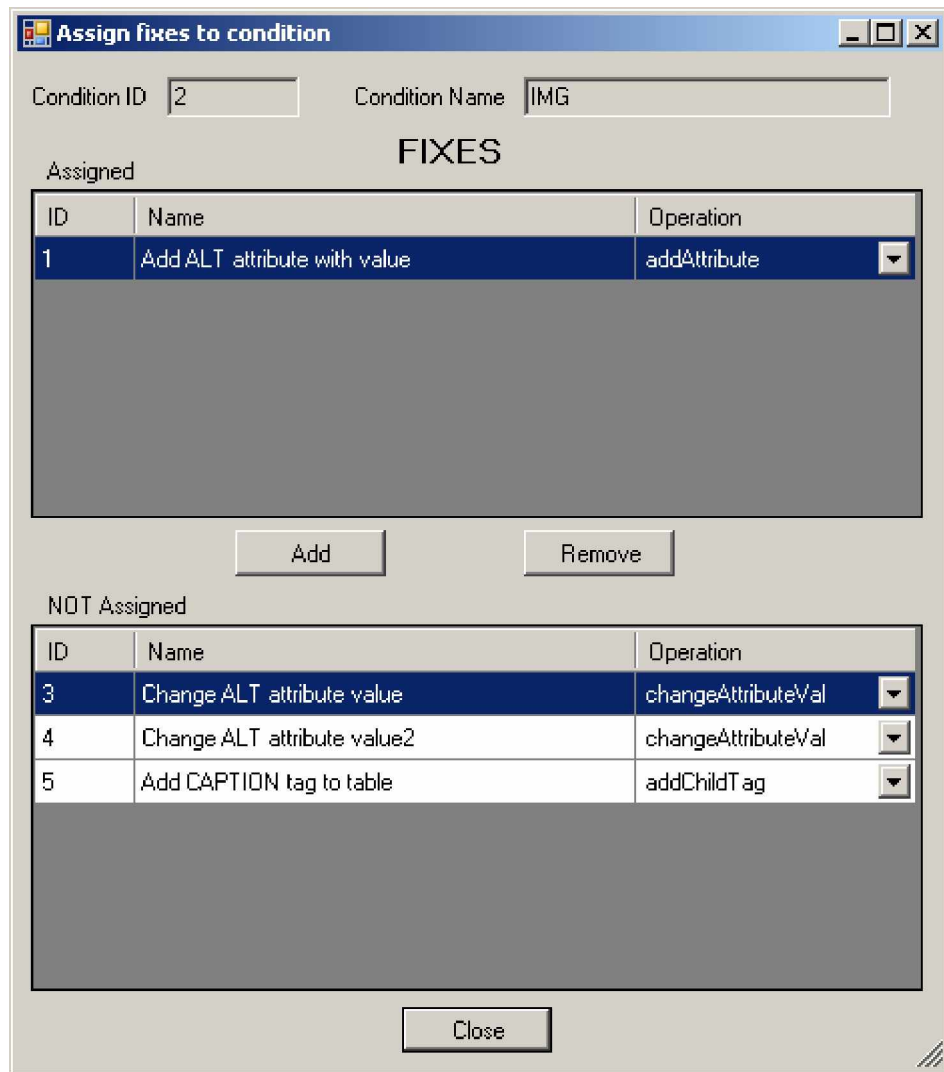 Assign fixes to condition
Condition ID 2 Condition Name IMG
FIXES
Assigned
ID Name Operation
1 Add ALT attribute with value addAttribute
Add Remove
NOT Assigned
ID Name Operation
3 Change ALT attribute value changeAttributeVal
4 Change ALT attribute value2 changeAttributeVal
5 Add CAPTION tag to table addChildTag
Close